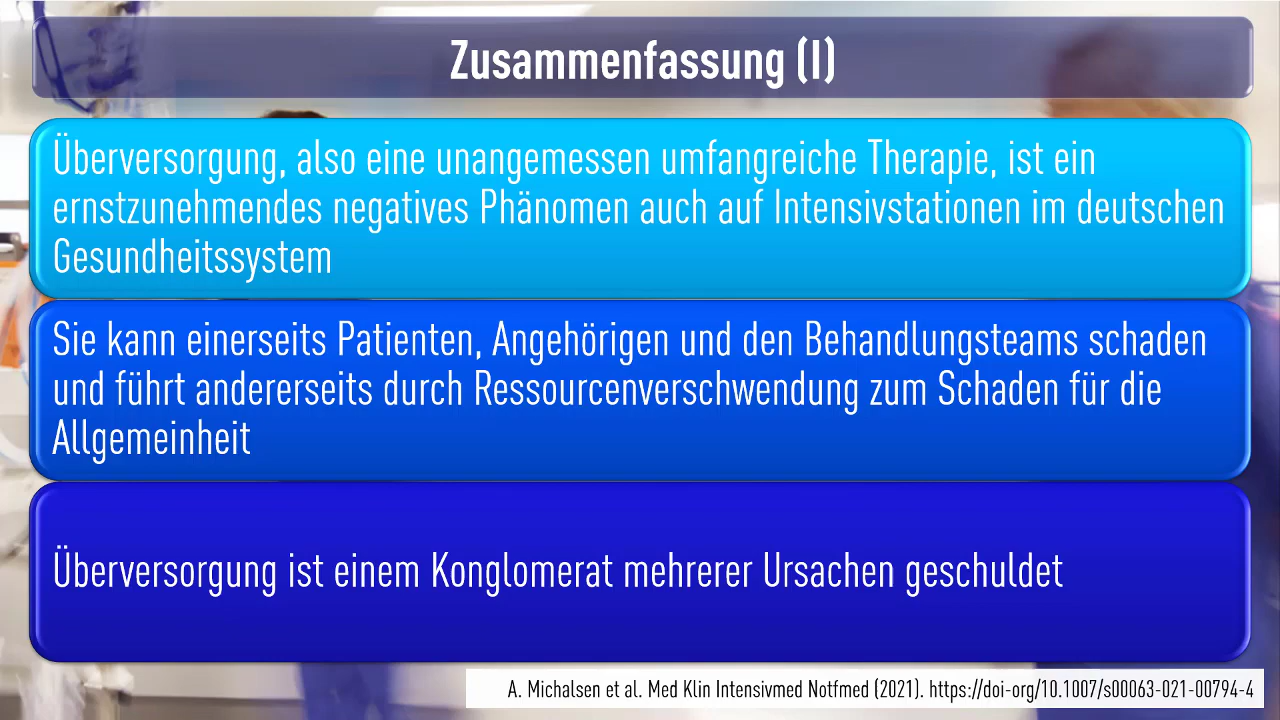 Zusammenfassung (I)
Überversorgung, also eine unangemessen umfangreiche Therapie, ist ein
ernstzunehmendes negatives Phänomen auch auf Intensivstationen im deutschen
Gesundheitssystem
Sie kann einerseits Patienten, Angehörigen und den Behandlungsteams schaden
und führt andererseits durch Ressourcenverschwendung zum Schaden für die
Allgemeinheit
Überversorgung ist einem Konglomerat mehrerer Ursachen geschuldet
A. Michalsen et al. Med Klin Intensivmed Notfmed (2021). https://doi-org/10.1007/s00063-021-00794-4